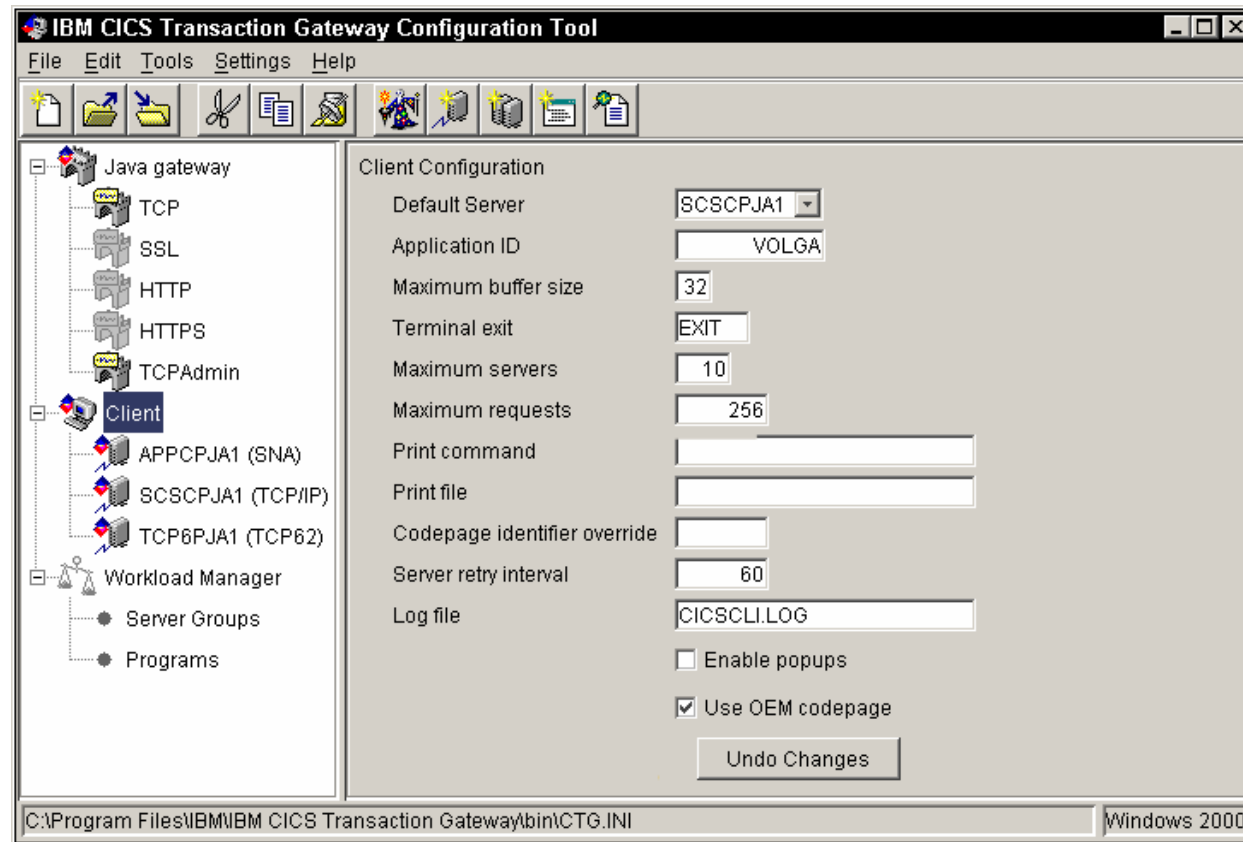 IBM CICS Transaction Gateway Configuration Tool
File Edit Tools Settings Help
Java gateway
TCP
SSL
HTTP
HTTPS
TCPAdmin
Client
APPCPJA1 (SNA)
SCSCPJA1 (TCP/IP)
TCP6PJA1 (TCP62)
Workload Manager
Server Groups
Programs
Client Configuration
Default Server SCSCPJA1
Application ID VOLGA
Maximum buffer size 32
Terminal exit EXIT
Maximum servers 10
Maximum requests 256
Print command
Print file
Codepage identifier override
Server retry interval 60
Log file CICSCLI.LOG
Enable popups
Use OEM codepage
Undo Changes
C:\Program Files\IBM\IBM CICS Transaction Gateway\bin\CTG.INI Windows 2000